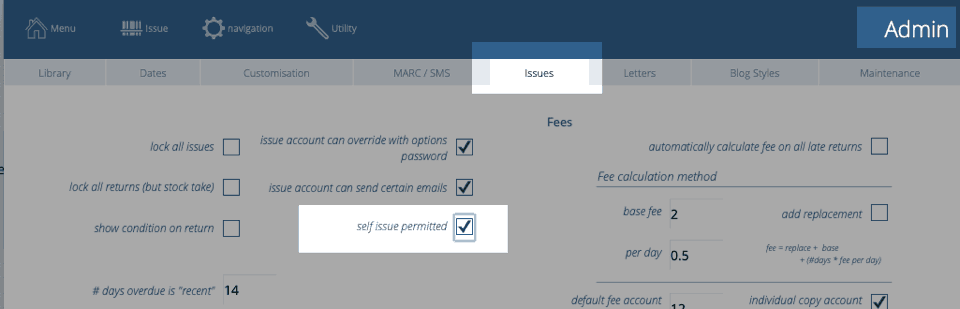 Menu
Issue
navigation
Utility
Admin
Library
Dates
Customisation
MARC / SMS
Issues
Letters
Blog Styles
Maintenance
Fees
lock all issues
issue account can override with options
password
automatically calculate fee on all late returns
lock all returns (but stock take)
issue account can send certain emails
Fee calculation method
show condition on return
self issue permitted
base fee
2
add replacement
per day
0.5
fee = replace + base
+ (#days * fee per day)
# days overdue is "recent"
14
default fee account
12
individual copy account